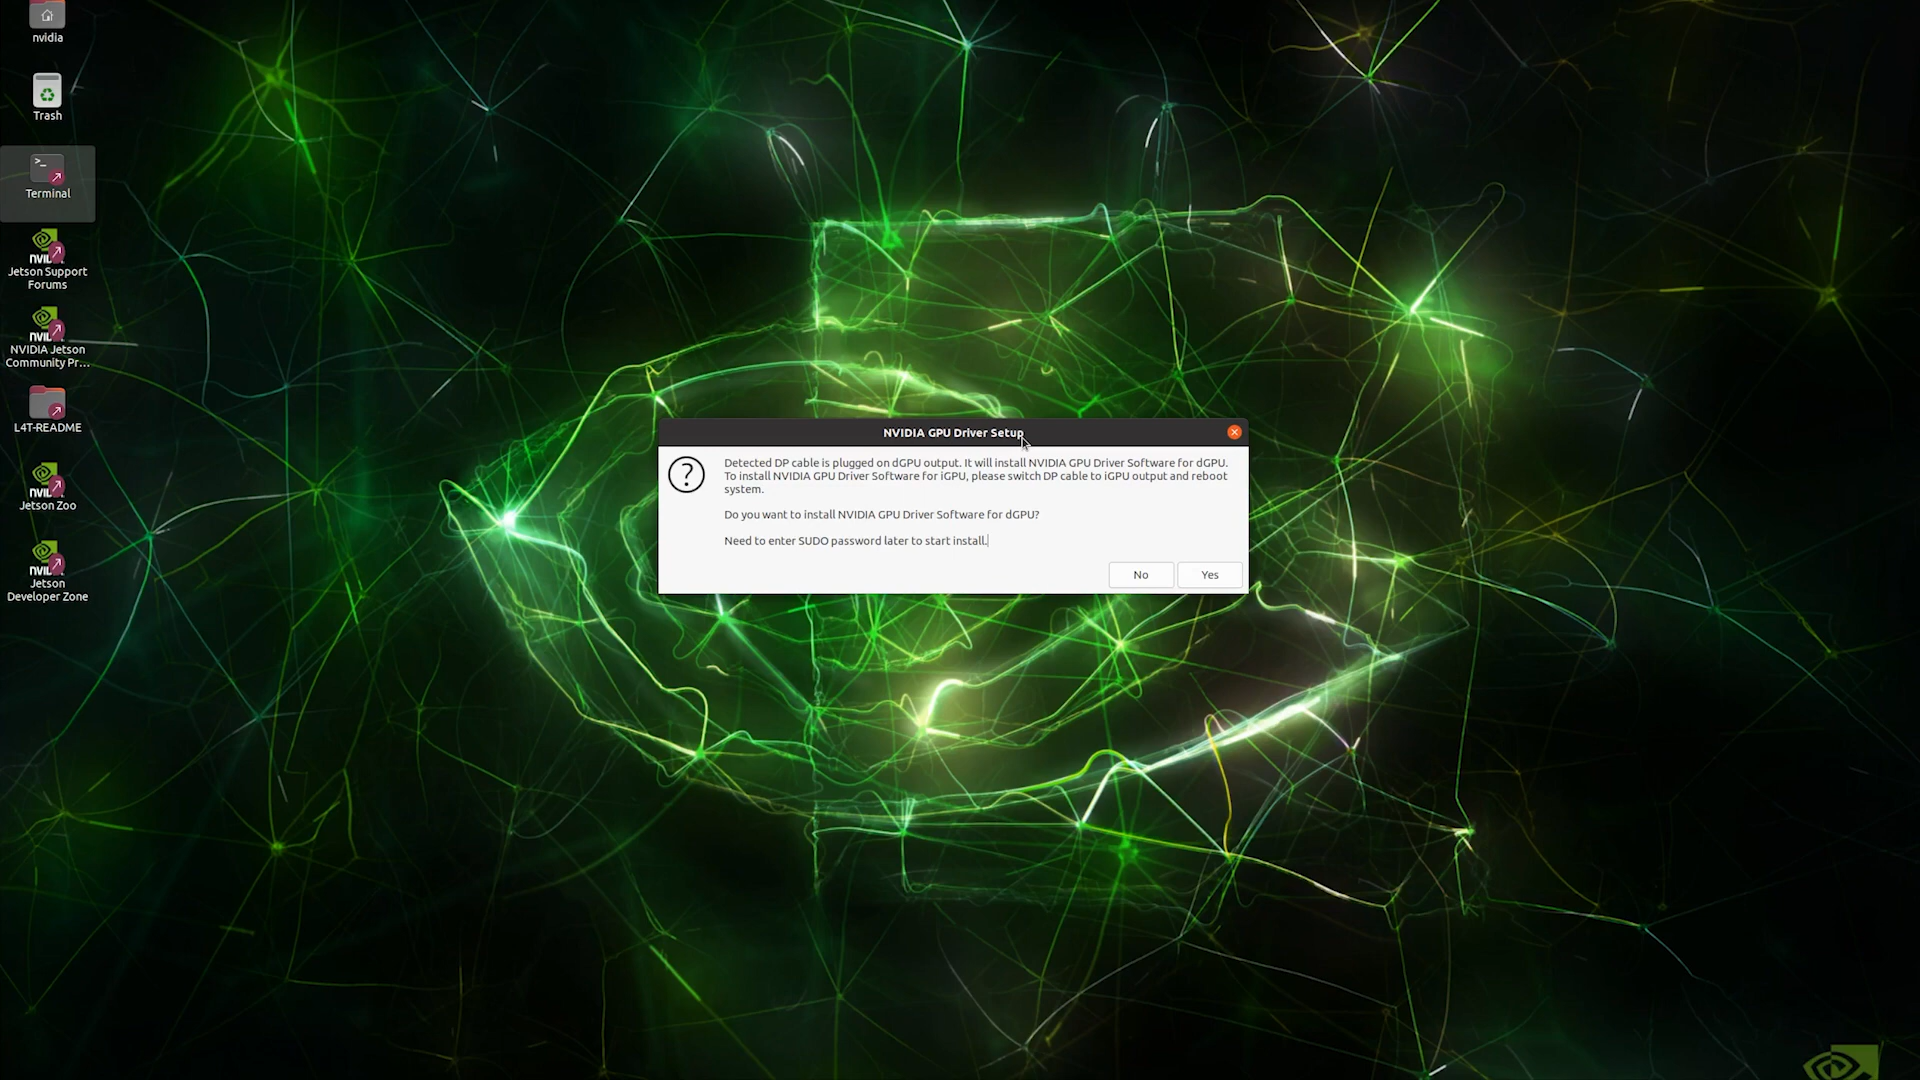 nvidia
Trash
>_
Terminal
Jetson Support
Forums
NVIDIA Jetson
Community Pr...
L4T-README
Jetson Zoo
Jetson
Developer Zone
NVIDIA GPU Driver Setup
Detected DP cable is plugged on dGPU output. It will install NVIDIA GPU Driver Software for dGPU.
To install NVIDIA GPU Driver Software for iGPU, please switch DP cable to iGPU output and reboot
system.
Do you want to install NVIDIA GPU Driver Software for dGPU?
Need to enter SUDO password later to start install.
No
Yes